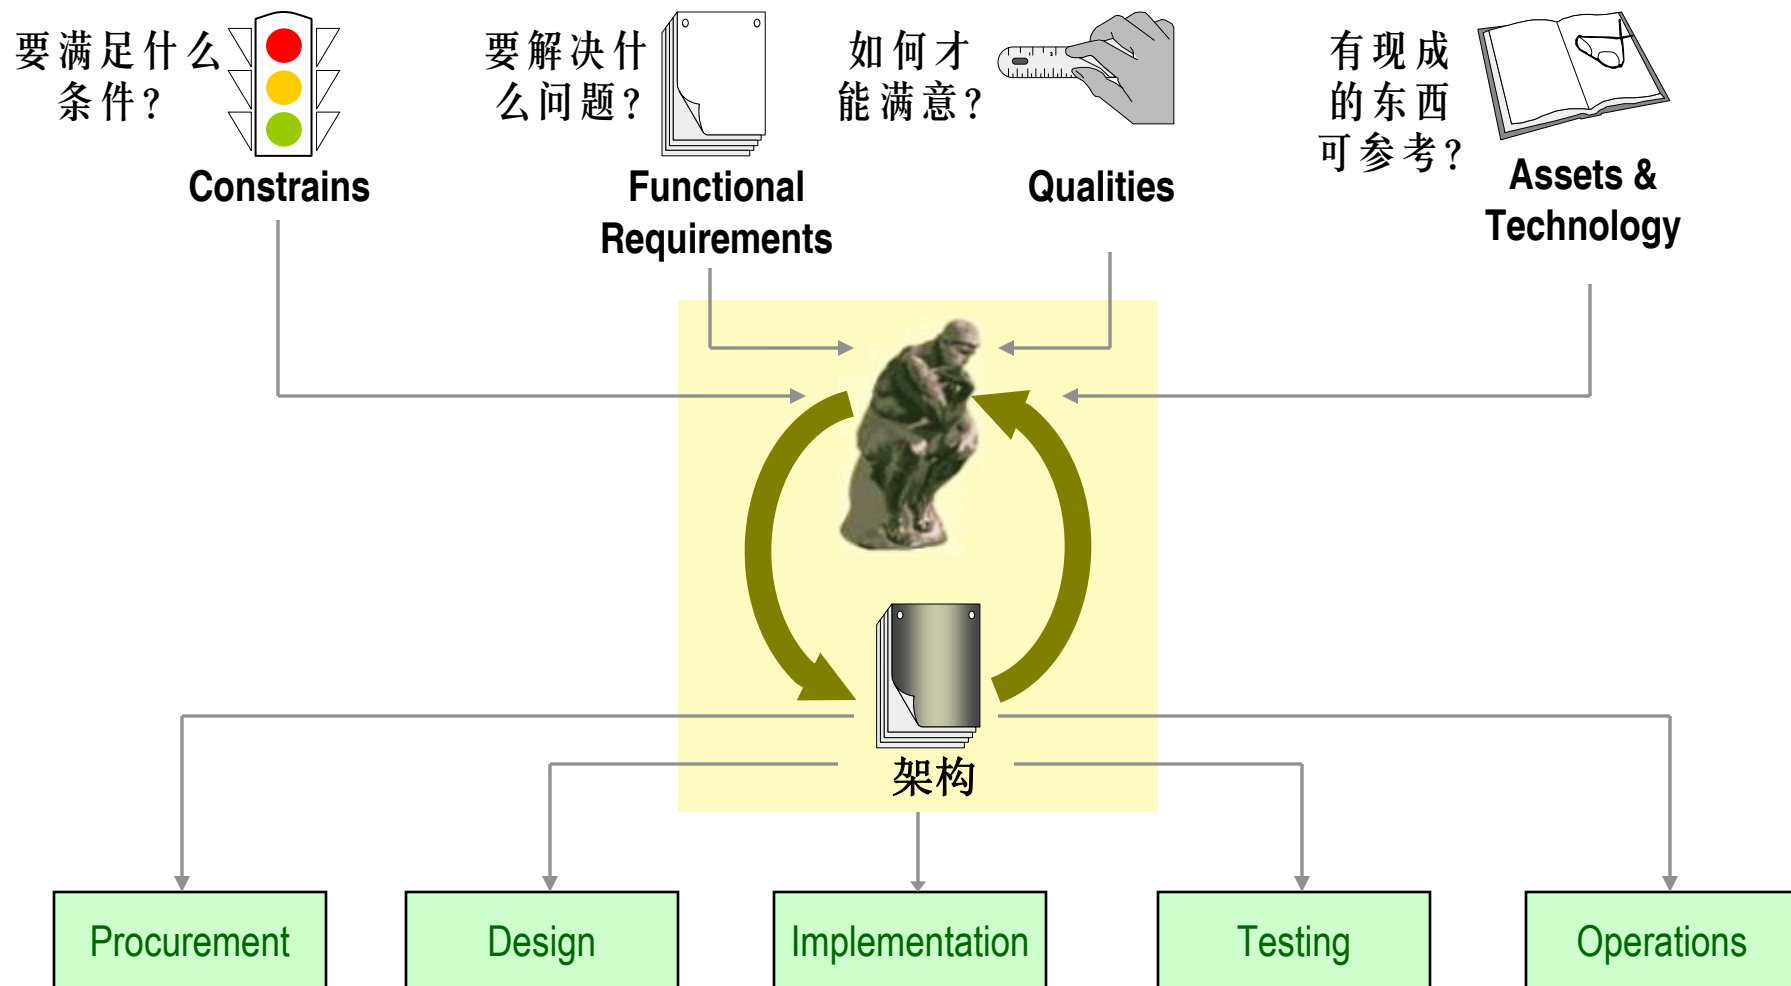 要满足什么
条件？
Constrains
要解决什
么问题？
Functional
Requirements
如何才
能满意？
Qualities
有现成
的东西
可参考？
Assets &
Technology
架构
Procurement
Design
Implementation
Testing
Operations